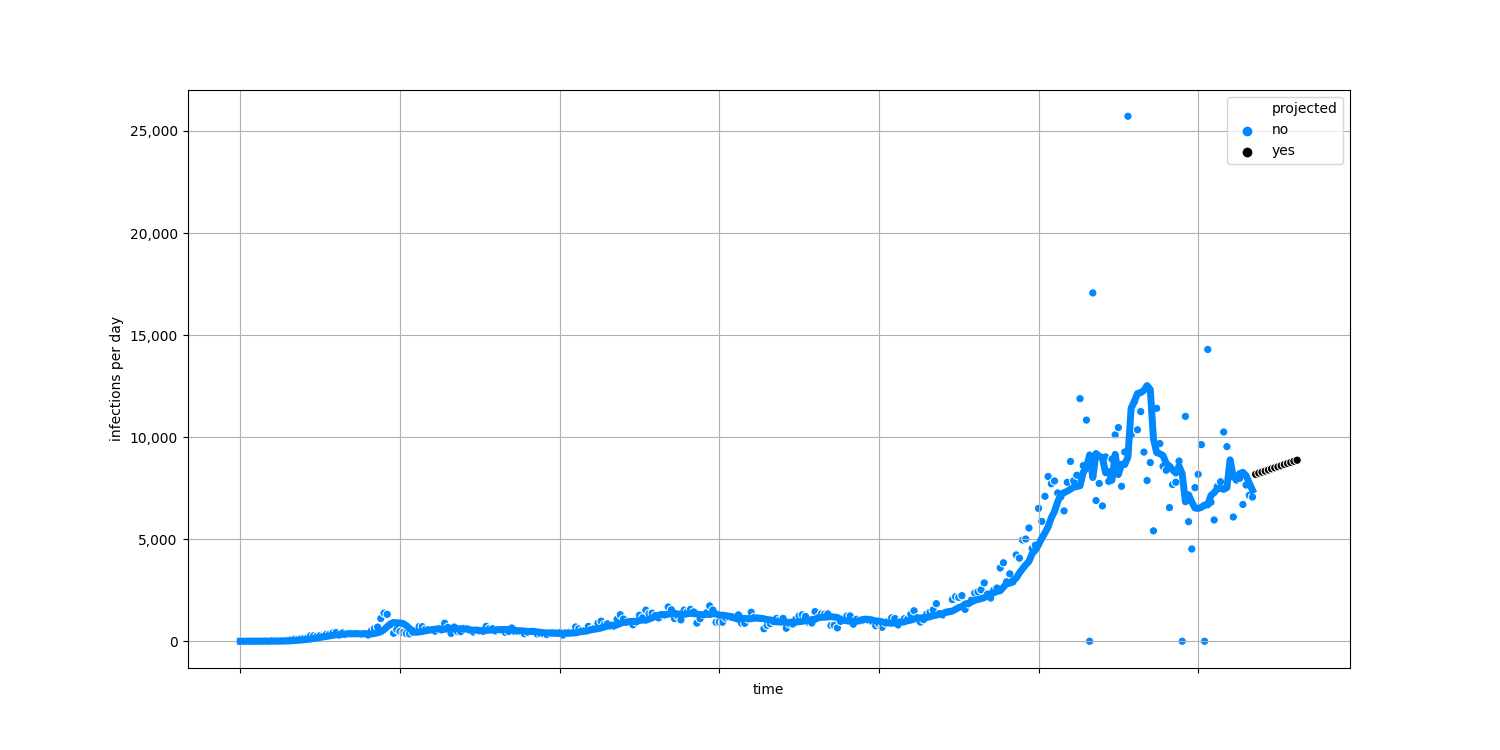 25,000
20,000
15,000
10,000
5,000
0
infections per day
time
projected
no
yes